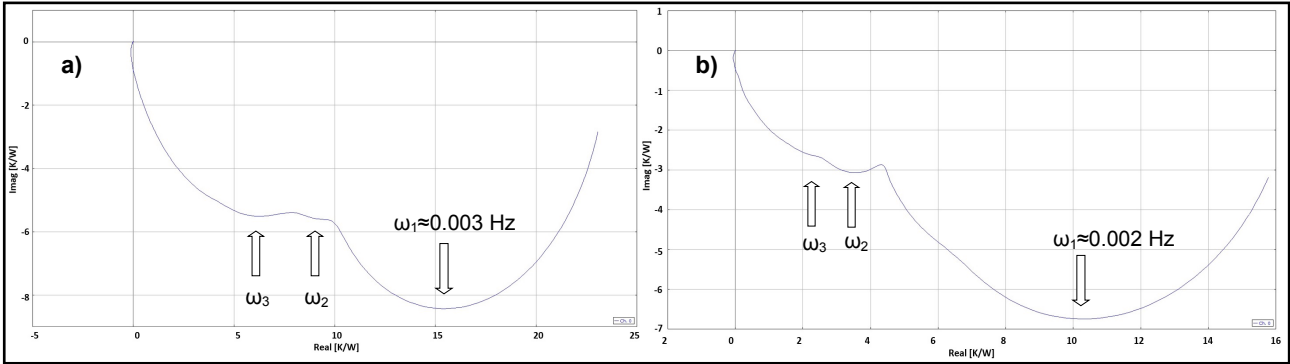 a)
0
-2
-4
-6
-8
Imag [K/W]
-5
0
5
10
15
20
25
Real [K/W]
ω₃
ω₂
ω₁≈0.003 Hz
b)
1
0
-1
-2
-3
-4
-5
-6
-7
Imag [K/W]
2
0
2
4
6
8
10
12
14
16
Real [K/W]
ω₃
ω₂
ω₁≈0.002 Hz